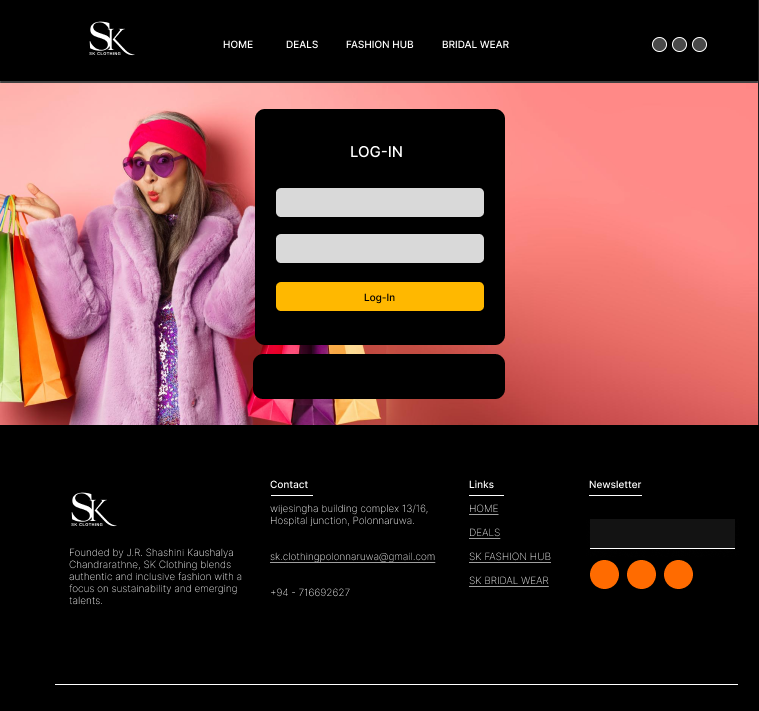 SK
SK CLOTHING
HOME DEALS FASHION HUB BRIDAL WEAR
LOG-IN
Log-In
SK
SK CLOTHING
Founded by J.R. Shashini Kaushalya
Chandrarathne, SK Clothing blends
authentic and inclusive fashion with a
focus on sustainability and emerging
talents.
Contact
wijesingha building complex 13/16,
Hospital junction, Polonnaruwa.
sk.clothingpolonnaruwa@gmail.com
+94 - 716692627
Links
HOME
DEALS
SK FASHION HUB
SK BRIDAL WEAR
Newsletter